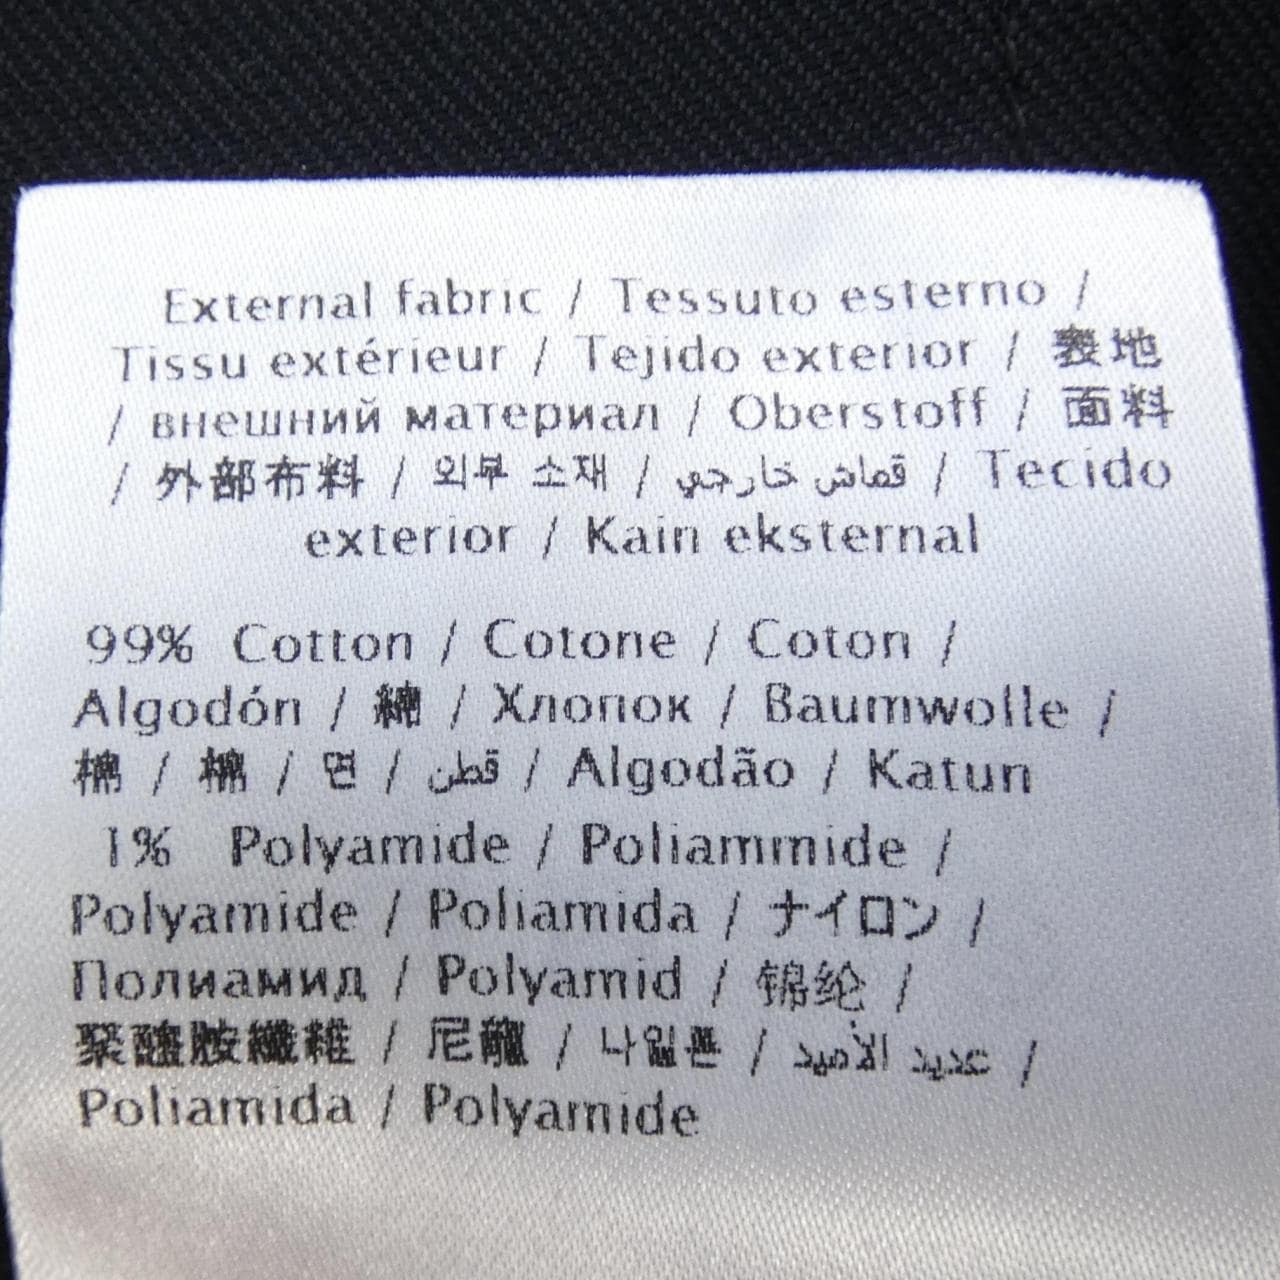 External fabric / Tessuto esterno /
Tissu extérieur / Tejido exterior / 表地
/ внешний материал / Oberstoff / 面料
/ 外部布料 / 외부 소재 / قماش خارجي / Tecido
exterior / Kain eksternal
99% Cotton / Cotone / Coton /
Algodón / 綿 / Хлопок / Baumwolle /
棉 / 棉 / 면 / قطن / Algodão / Katun
1% Polyamide / Poliammide /
Polyamide / Poliamida / ナイロン /
Полиамид / Polyamid / 锦纶 /
聚醯胺纖維 / 尼龍 / 나일론 / عديد الأميد /
Poliamida / Polyamide